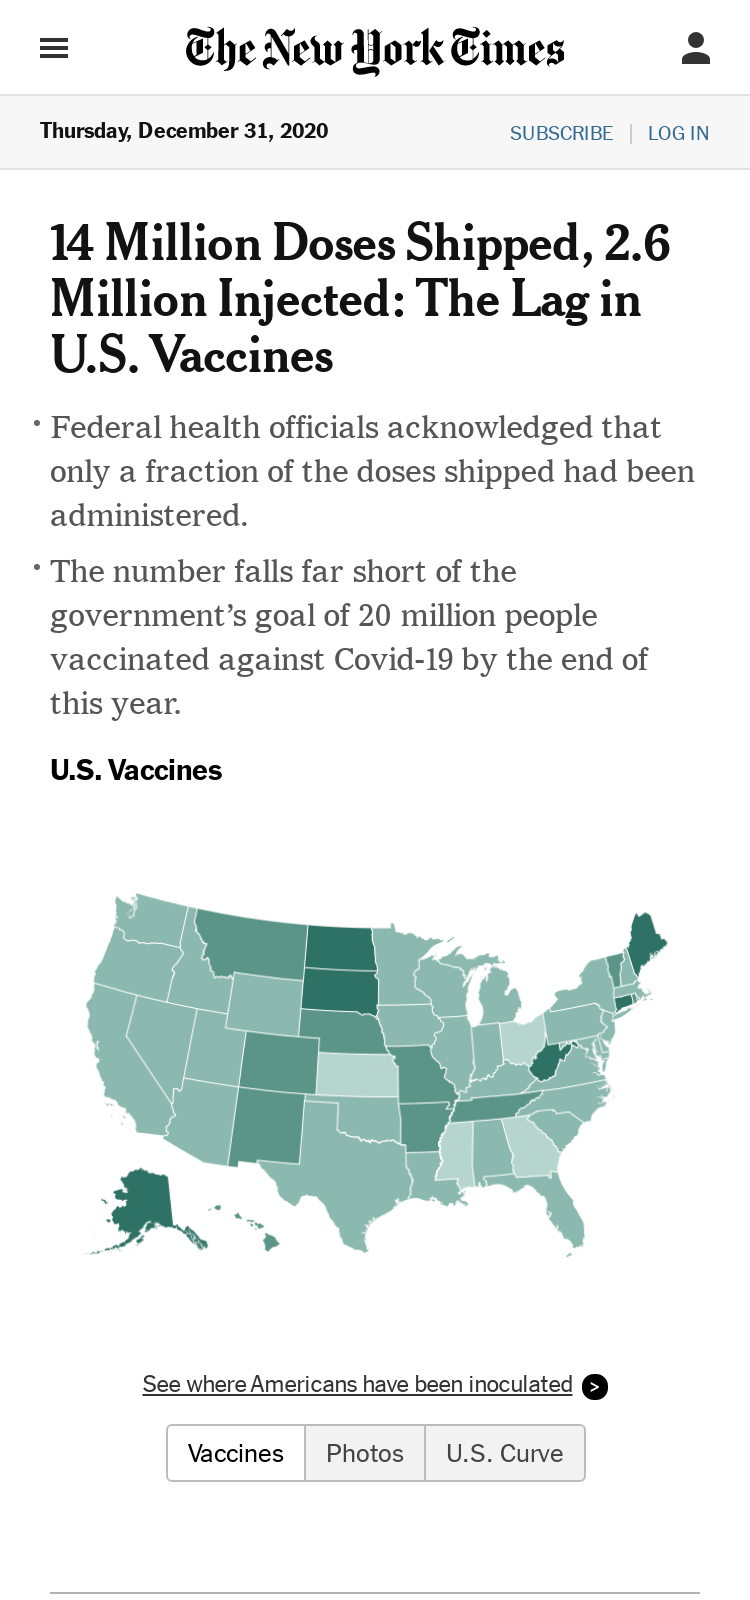 The New York Times
Thursday, December 31, 2020
SUBSCRIBE | LOG IN
14 Million Doses Shipped, 2.6
Million Injected: The Lag in
U.S. Vaccines
• Federal health officials acknowledged that
only a fraction of the doses shipped had been
administered.
• The number falls far short of the
government’s goal of 20 million people
vaccinated against Covid-19 by the end of
this year.
U.S. Vaccines
See where Americans have been inoculated >
Vaccines
Photos
U.S. Curve